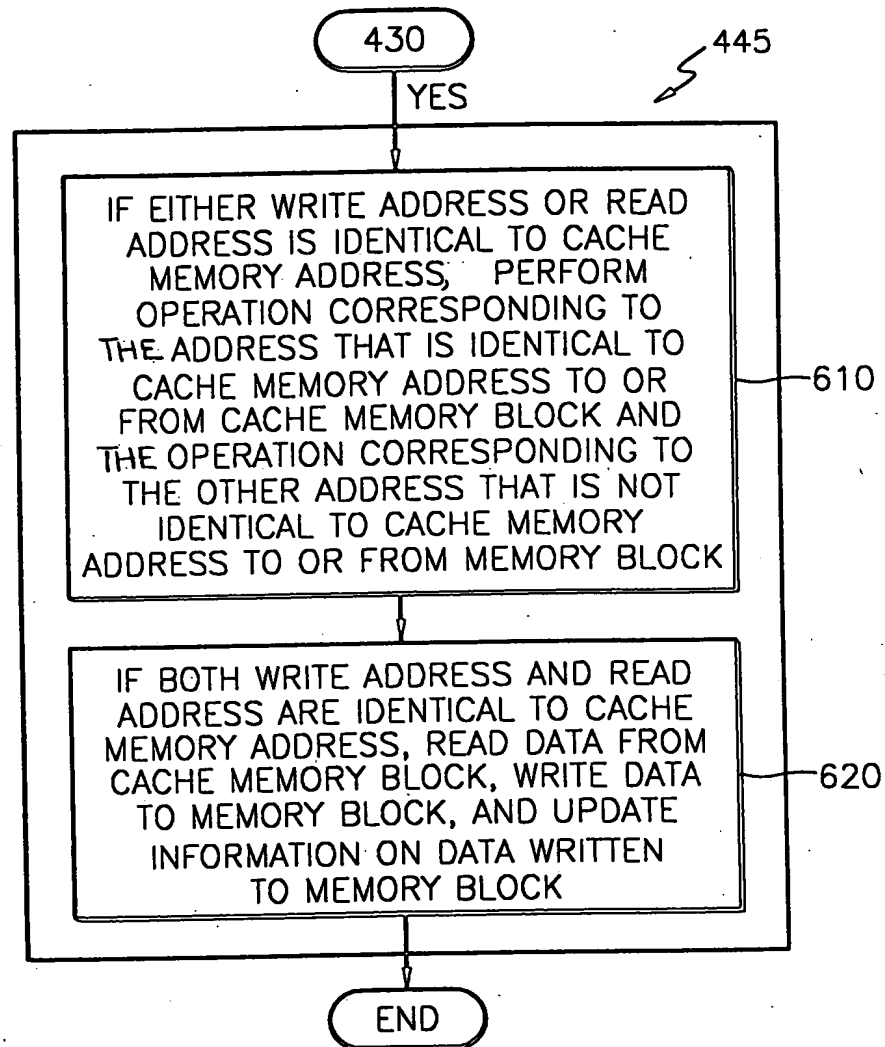 430
445
YES
IF EITHER WRITE ADDRESS OR READ
ADDRESS IS IDENTICAL TO CACHE
MEMORY ADDRESS, PERFORM
OPERATION CORRESPONDING TO
THE ADDRESS THAT IS IDENTICAL TO
CACHE MEMORY ADDRESS TO OR
FROM CACHE MEMORY BLOCK AND
THE OPERATION CORRESPONDING TO
THE OTHER ADDRESS THAT IS NOT
IDENTICAL TO CACHE MEMORY
ADDRESS TO OR FROM MEMORY BLOCK
610
IF BOTH WRITE ADDRESS AND READ
ADDRESS ARE IDENTICAL TO CACHE
MEMORY ADDRESS, READ DATA FROM
CACHE MEMORY BLOCK, WRITE DATA
TO MEMORY BLOCK, AND UPDATE
INFORMATION ON DATA WRITTEN
TO MEMORY BLOCK
620
END